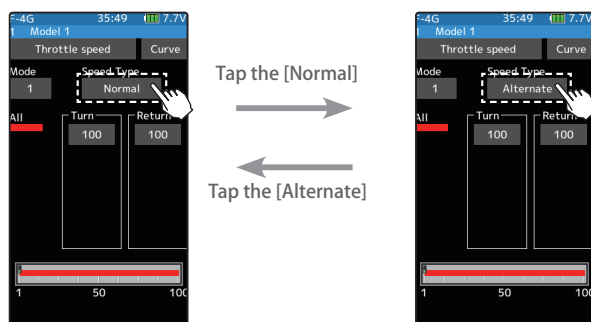 F-4G 35:49 7.7V
1 Model 1
Throttle speed Curve
Mode Speed Type
1 Normal
All Turn Return
100 100
1 50 100
Tap the [Normal]
Tap the [Alternate]
-4G 35:49 7.7V
1 Model 1
Throttle speed Curve
Mode Speed Type
1 Alternate
All Turn Return
100 100
1 50 100